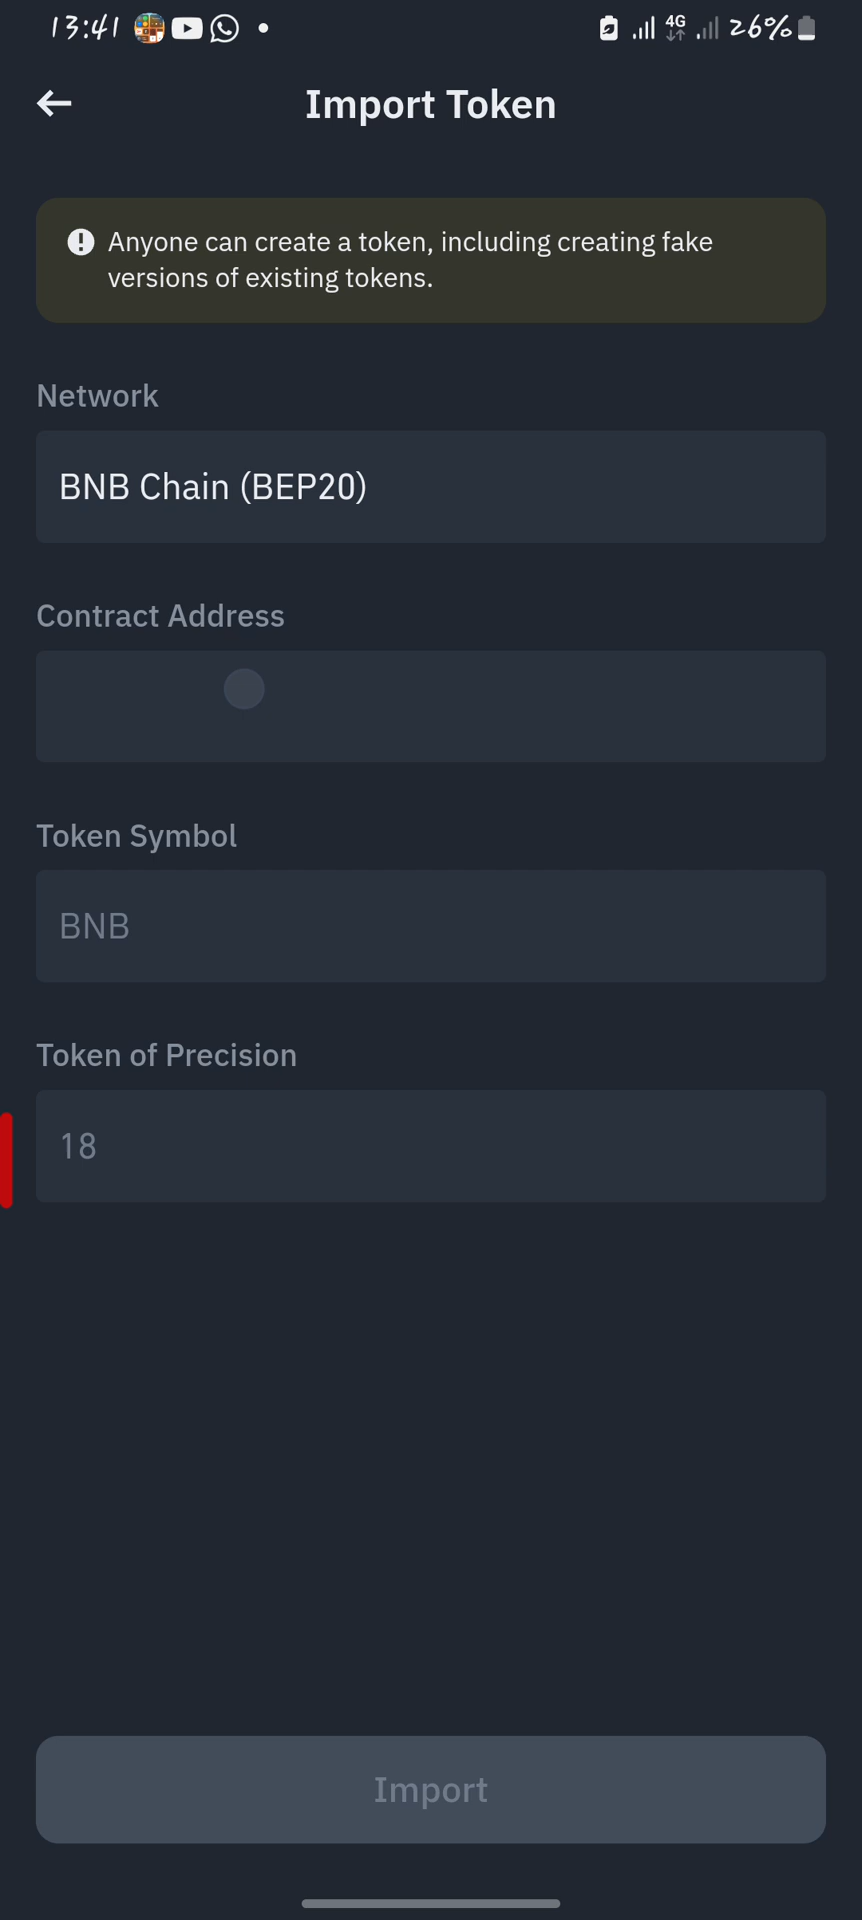 13:41
4G
26%
Import Token
Anyone can create a token, including creating fake
versions of existing tokens.
Network
BNB Chain (BEP20)
Contract Address
Token Symbol
BNB
Token of Precision
18
Import